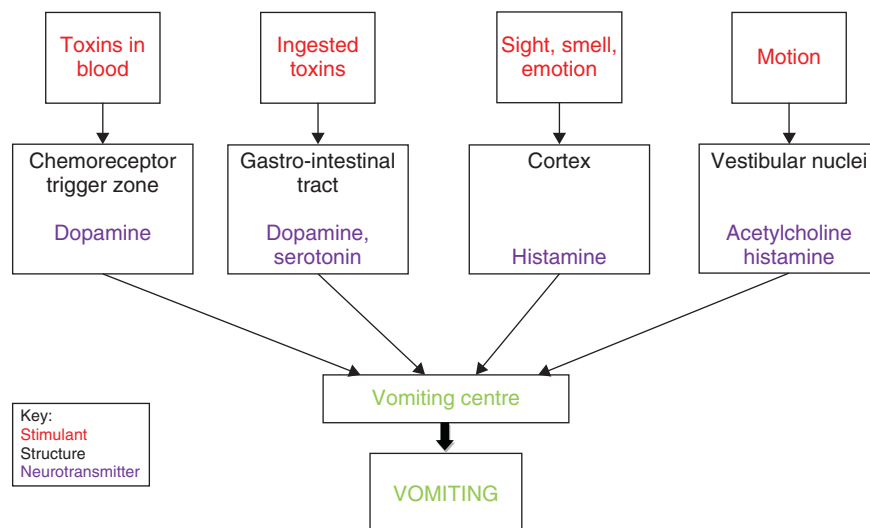 Toxins in
blood
Ingested
toxins
Sight, smell,
emotion
Motion
Chemoreceptor
trigger zone
Dopamine
Gastro-intestinal
tract
Dopamine,
serotonin
Cortex
Histamine
Vestibular nuclei
Acetylcholine
histamine
Vomiting centre
Key:
Stimulant
Structure
Neurotransmitter
VOMITING